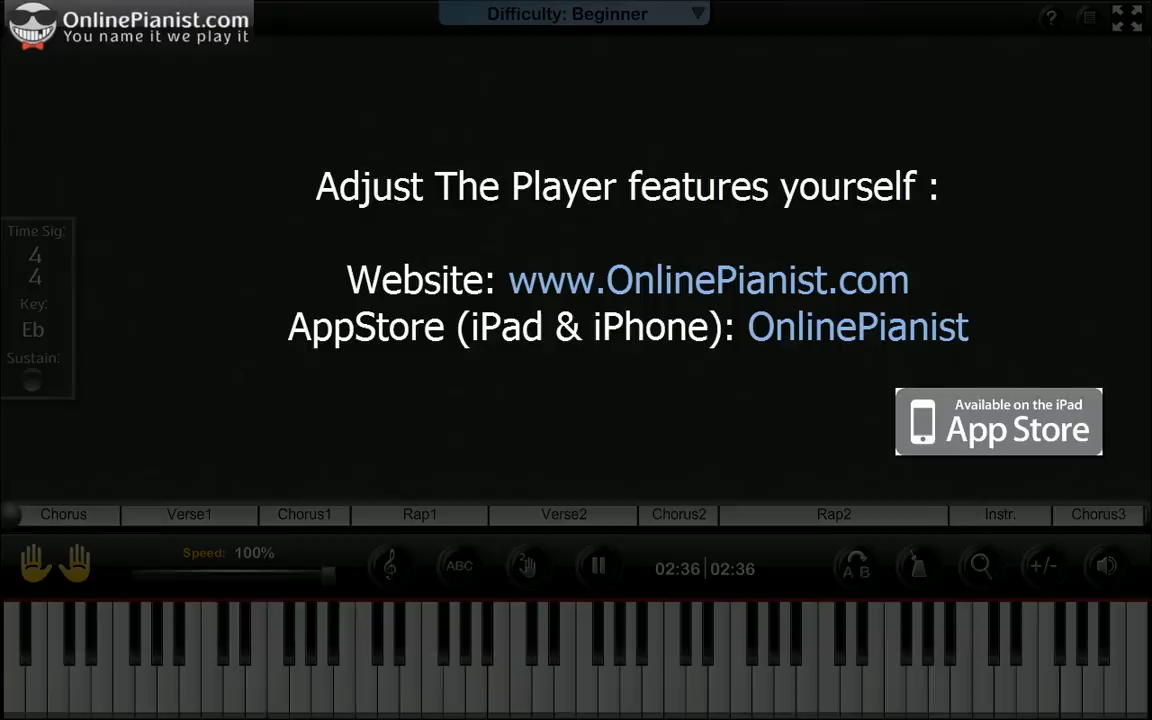 OnlinePianist.com
You name it we play it
Difficulty: Beginner
?
Adjust The Player features yourself :
Website: www.OnlinePianist.com
AppStore (iPad & iPhone): OnlinePianist
Time Sig:
4
4
Key:
Eb
Sustain:
Available on the iPad
App Store
Chorus Verse1 Chorus1 Rap1 Verse2 Chorus2 Rap2 Instr. Chorus3
Speed: 100%
ABC
2
02:36 | 02:36
A B
+/-